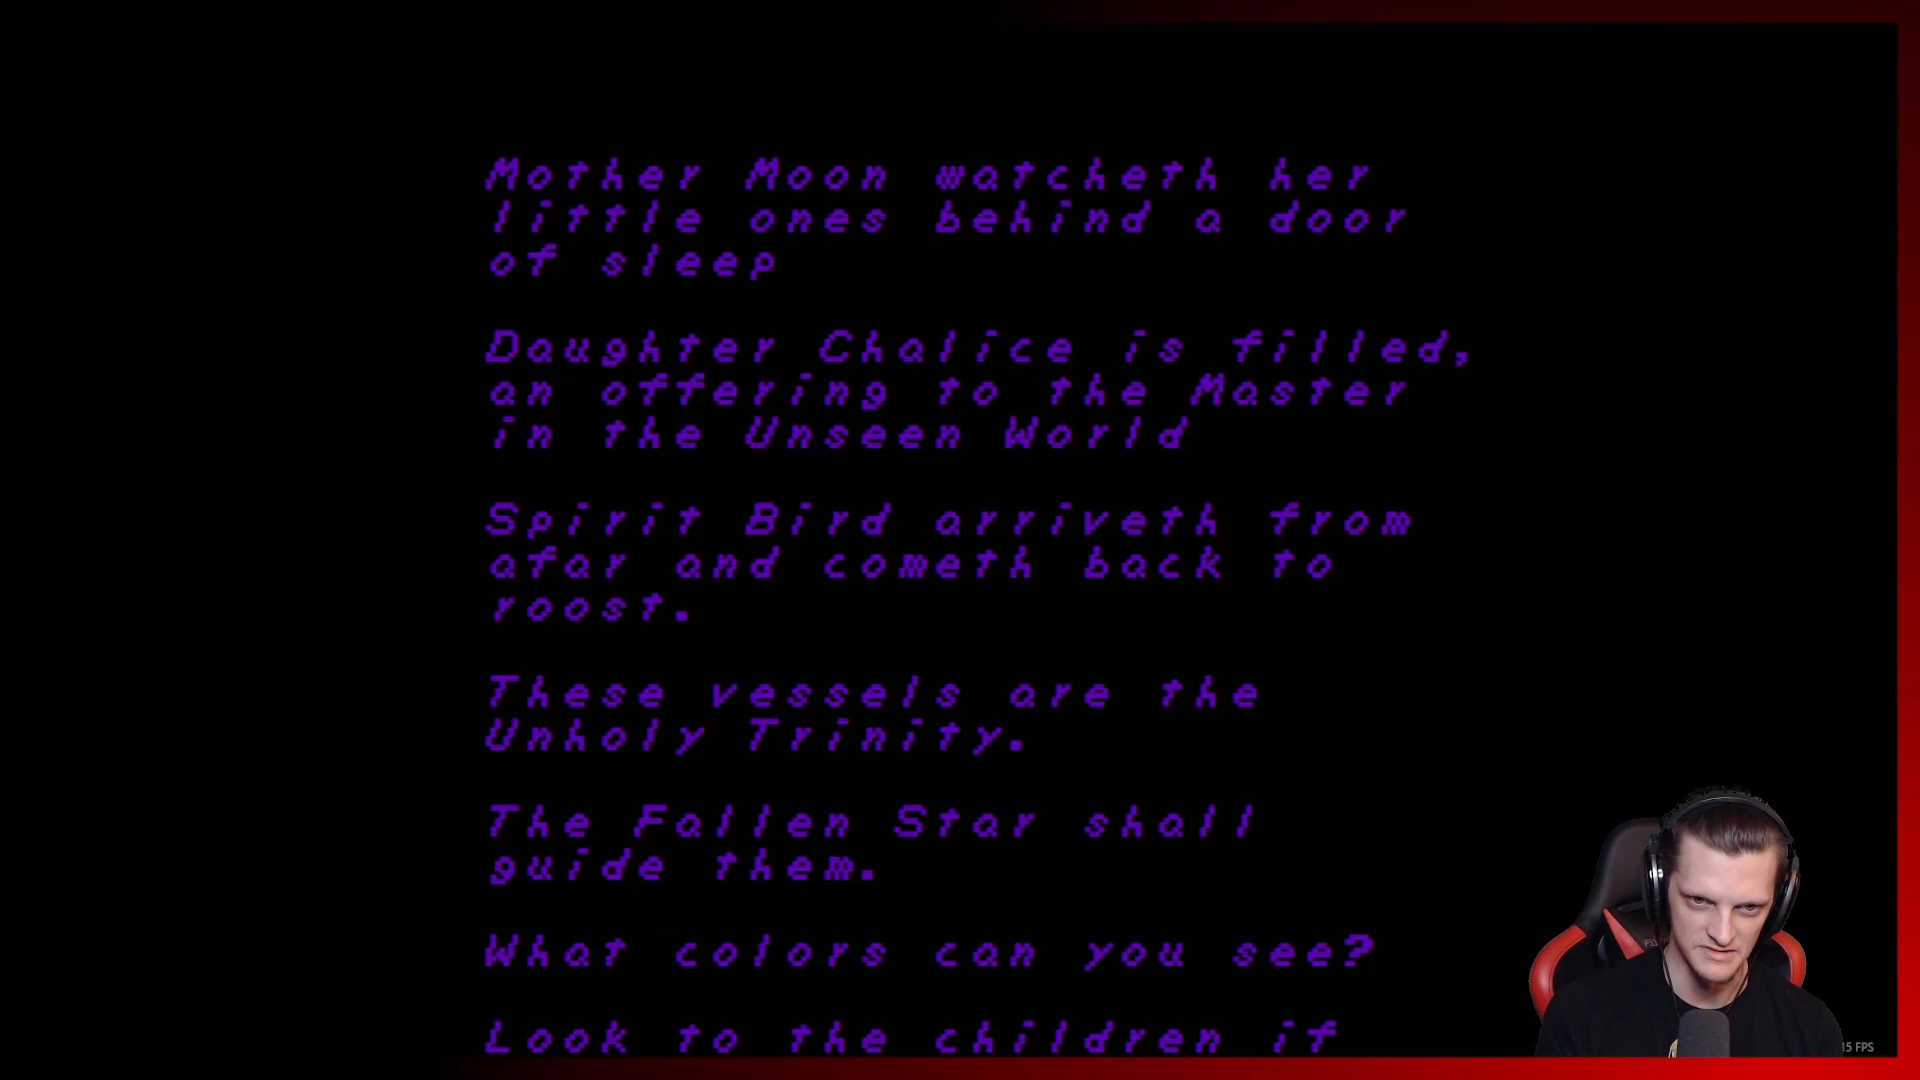 Mother Moon watcheth her
little ones behind a door
of sleep
Daughter Chalice is filled,
an offering to the Master
in the Unseen World
Spirit Bird arriveth from
afar and cometh back to
roost.
These vessels are the
Unholy Trinity.
The Fallen Star shall
guide them.
What colors can you see?
Look to the children if
15 FPS